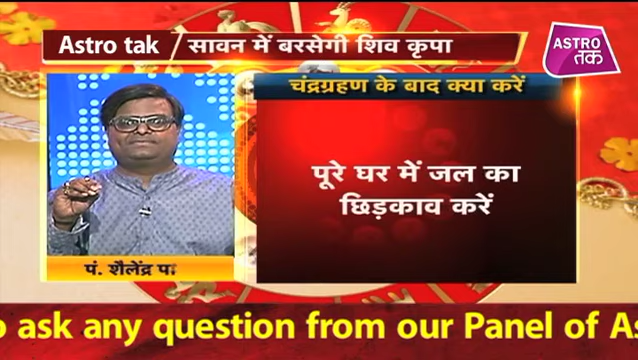 Astro tak
सावन में बरसेगी शिव कृपा
ASTRO
तक
चंद्रग्रहण के बाद क्या करें
पूरे घर में जल का
छिड़काव करें
पं. शैलेंद्र पा
ask any question from our Panel of As